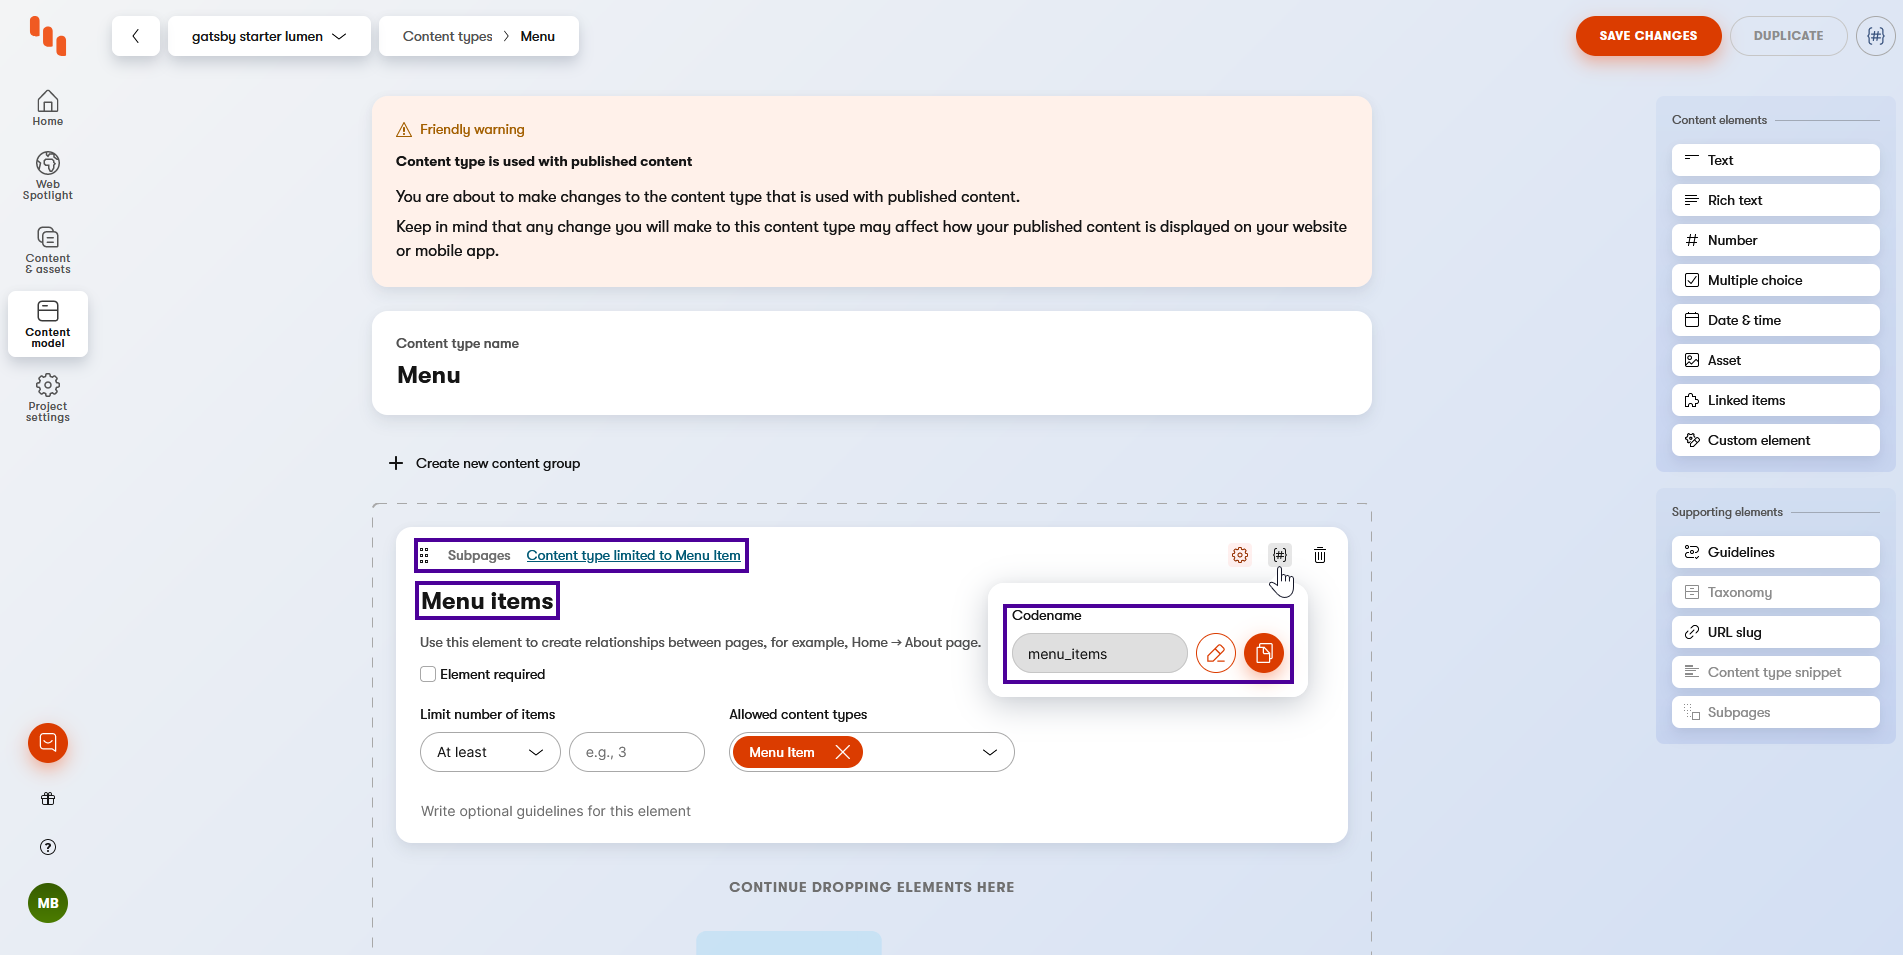 gatsby starter lumen
Content types > Menu
SAVE CHANGES
DUPLICATE
{#}
Home
Web
Spotlight
Content
& assets
Content
model
Project
settings
MB
Friendly warning
Content type is used with published content
You are about to make changes to the content type that is used with published content.
Keep in mind that any change you will make to this content type may affect how your published content is displayed on your website
or mobile app.
Content type name
Menu
Create new content group
Subpages Content type limited to Menu Item
{#}
Menu items
Codename
menu_items
Use this element to create relationships between pages, for example, Home → About page.
Element required
Limit number of items
Allowed content types
At least
e.g., 3
Menu Item
Write optional guidelines for this element
CONTINUE DROPPING ELEMENTS HERE
Content elements
Text
Rich text
# Number
Multiple choice
Date & time
Asset
Linked items
Custom element
Supporting elements
Guidelines
Taxonomy
URL slug
Content type snippet
Subpages